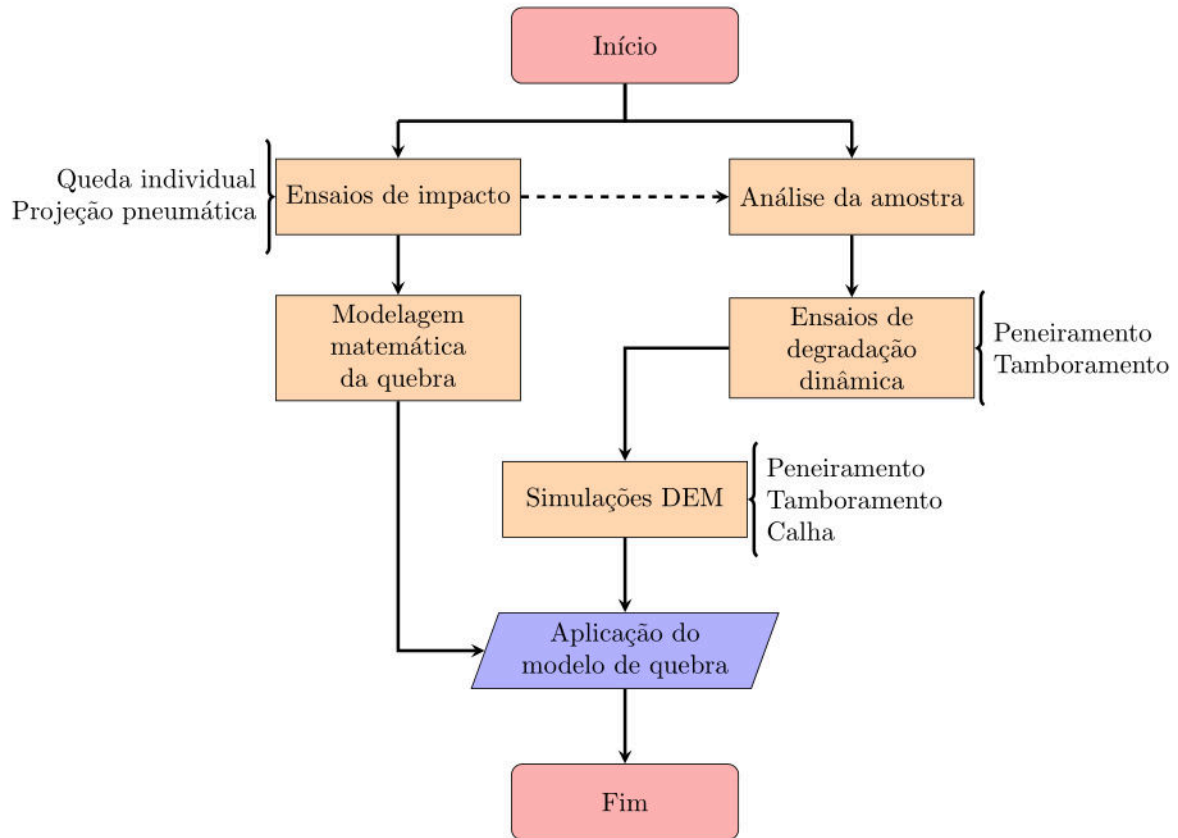 Início
Queda individual
Projeção pneumática
Ensaios de impacto
Análise da amostra
Modelagem
matemática
da quebra
Ensaios de
degradação
dinâmica
Peneiramento
Tamboramento
Simulações DEM
Peneiramento
Tamboramento
Calha
Aplicação do
modelo de quebra
Fim